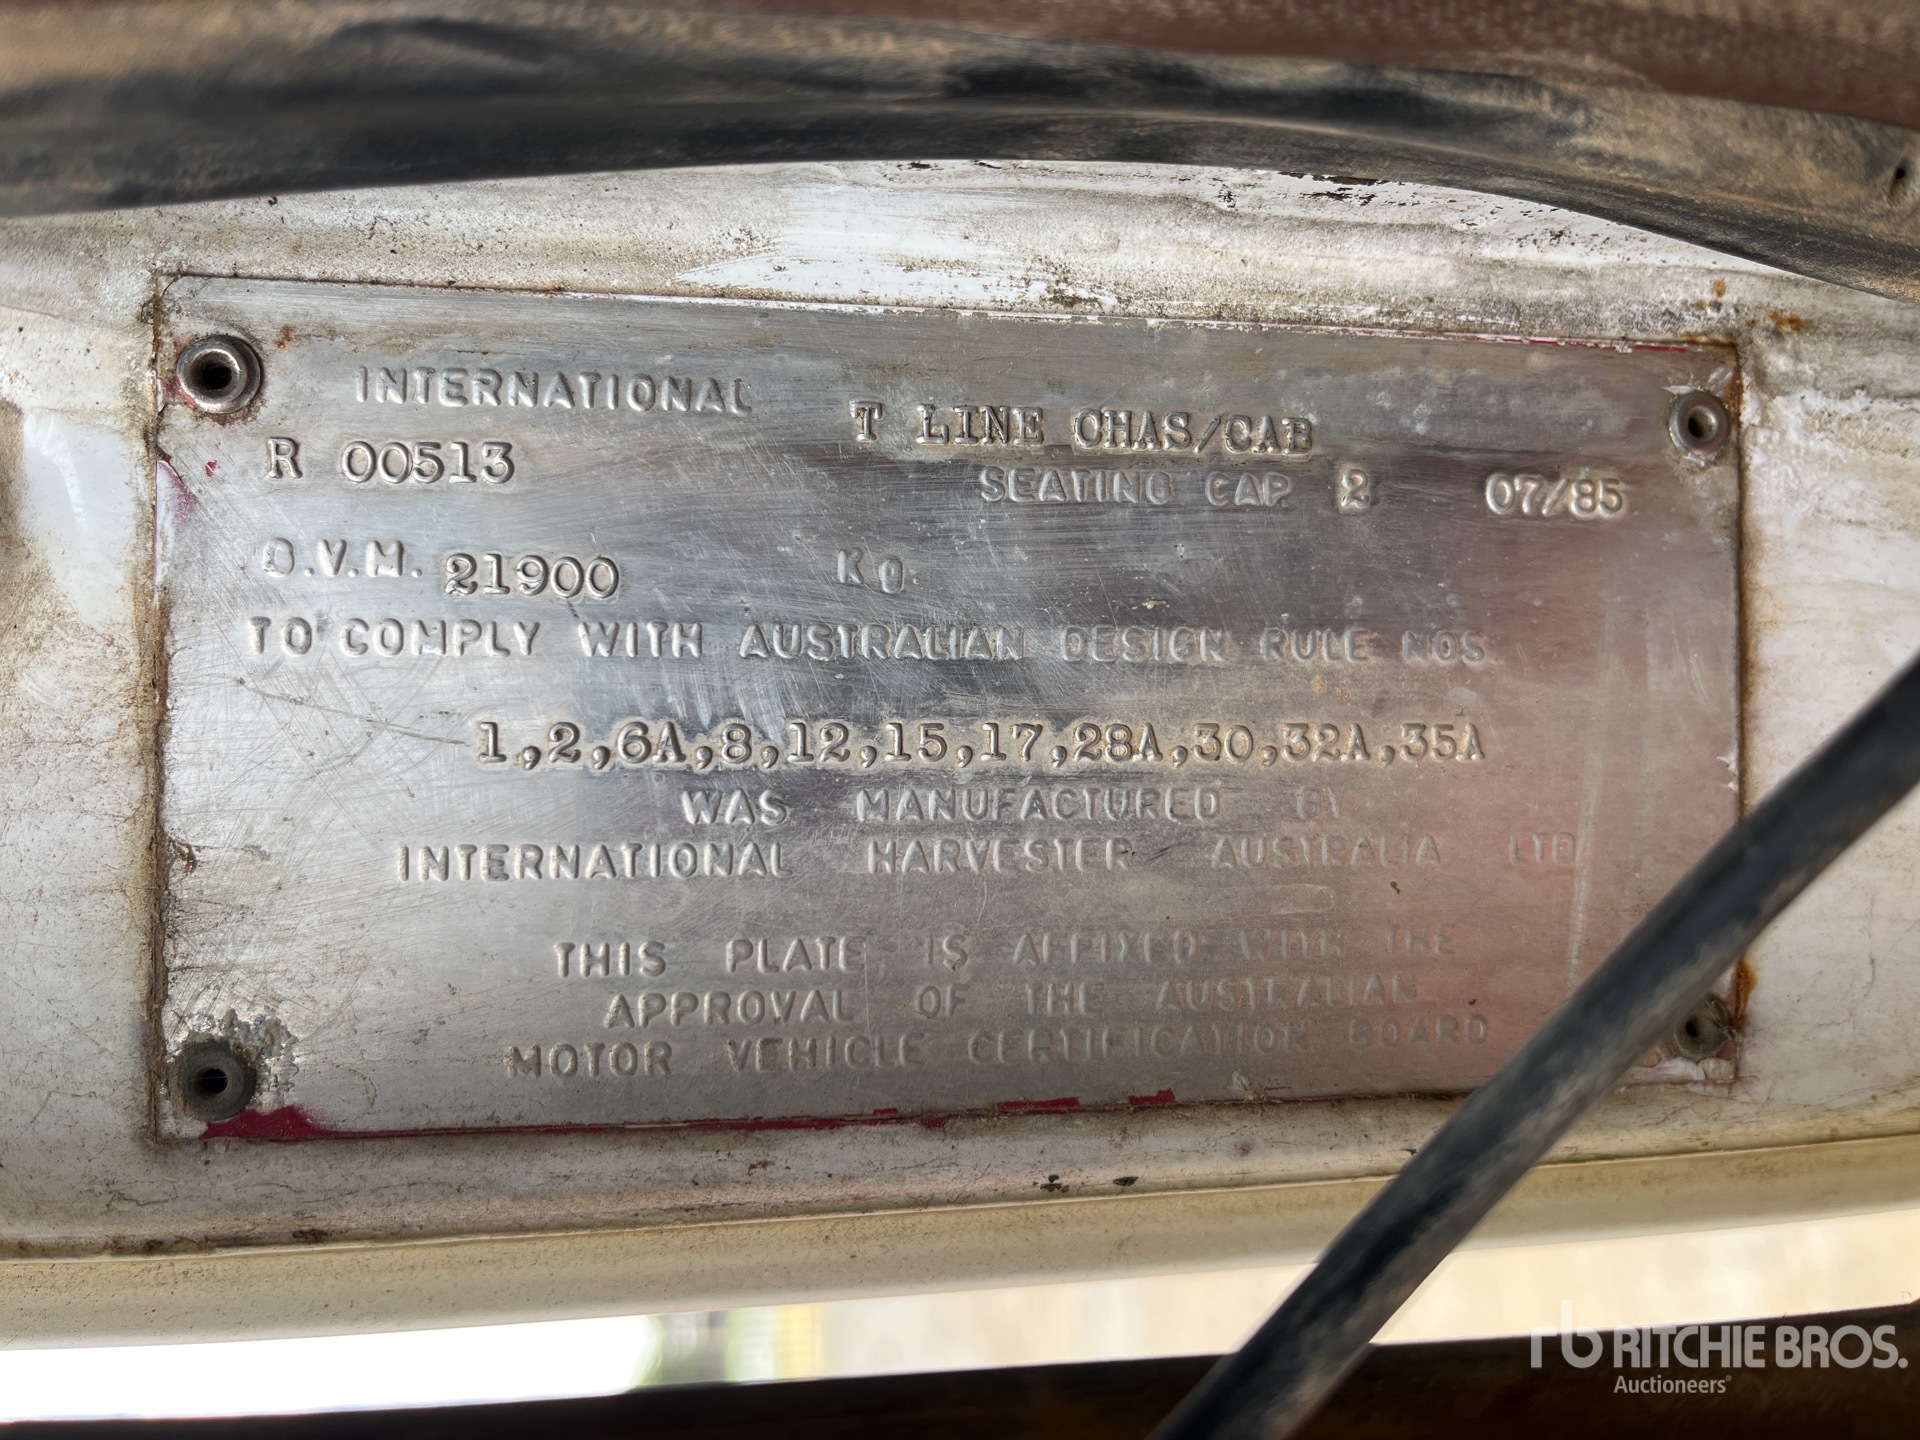 INTERNATIONAL T LINE CHAS/CAB
R 00513 SEATING CAP. 2 07/85
G.V.M. 21900 KG.
TO COMPLY WITH AUSTRALIAN DESIGN RULE NOS.
1,2,6A,8,12,15,17,28A,30,32A,35A
WAS MANUFACTURED BY
INTERNATIONAL HARVESTER AUSTRALIA LTD
THIS PLATE IS AFFIXED WITH THE
APPROVAL OF THE AUSTRALIAN
MOTOR VEHICLE CERTIFICATION BOARD
rb RITCHIE BROS.
Auctioneers®